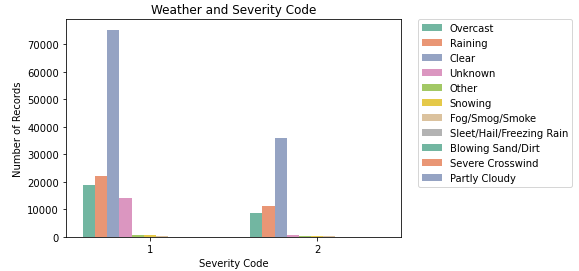 Weather and Severity Code
70000
60000
50000
40000
30000
20000
10000
0
Number of Records
1
2
Severity Code
Overcast
Raining
Clear
Unknown
Other
Snowing
Fog/Smog/Smoke
Sleet/Hail/Freezing Rain
Blowing Sand/Dirt
Severe Crosswind
Partly Cloudy